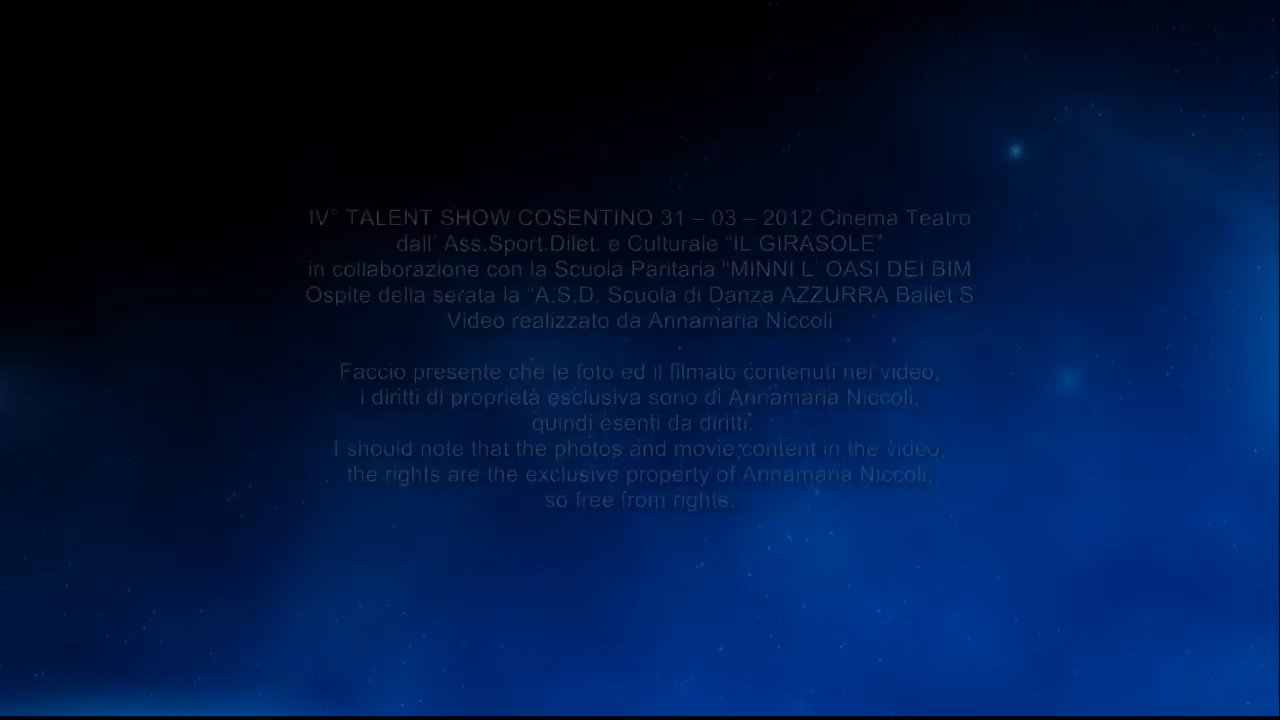 IV° TALENT SHOW COSENTINO 31 – 03 – 2012 Cinema Teatro
dall' Ass.Sport.Dilet. e Culturale “IL GIRASOLE”
in collaborazione con la Scuola Paritaria “MINNI L' OASI DEI BIM
Ospite della serata la “A.S.D. Scuola di Danza AZZURRA Ballet S
Video realizzato da Annamaria Niccoli
Faccio presente che le foto ed il filmato contenuti nel video,
i diritti di proprietà esclusiva sono di Annamaria Niccoli,
quindi esenti da diritti.
I should note that the photos and movie content in the video,
the rights are the exclusive property of Annamaria Niccoli,
so free from rights.